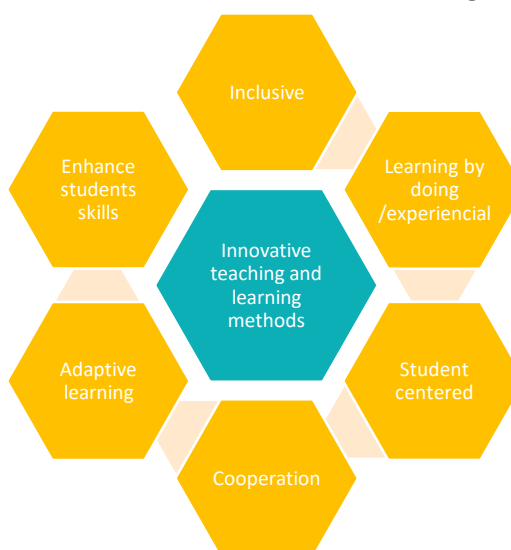 Inclusive
Learning by
doing
/experiencial
Student
centered
Cooperation
Adaptive
learning
Enhance
students
skills
Innovative
teaching and
learning
methods